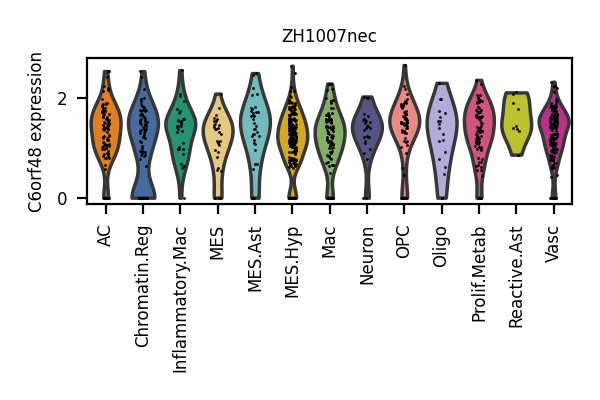 ZH1007nec
C6orf48 expression
2
0
AC
Chromatin.Reg
Inflammatory.Mac
MES
MES.Ast
MES.Hyp
Mac
Neuron
OPC
Oligo
Prolif.Metab
Reactive.Ast
Vasc